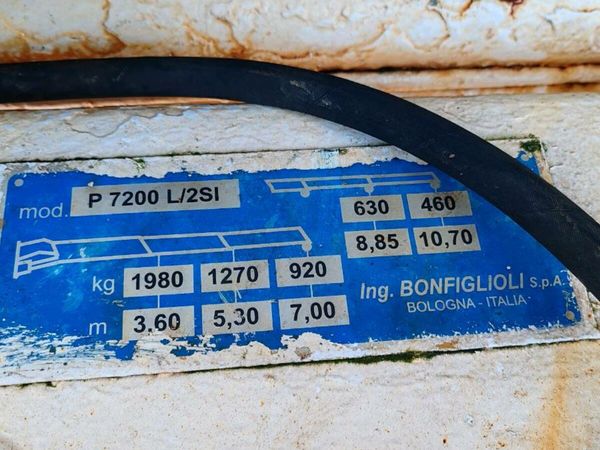 mod. P 7200 L/2SI
630 460
8,85 10,70
kg 1980 1270 920
m 3,60 5,30 7,00
Ing. BONFIGLIOLI S.p.A.
BOLOGNA - ITALIA